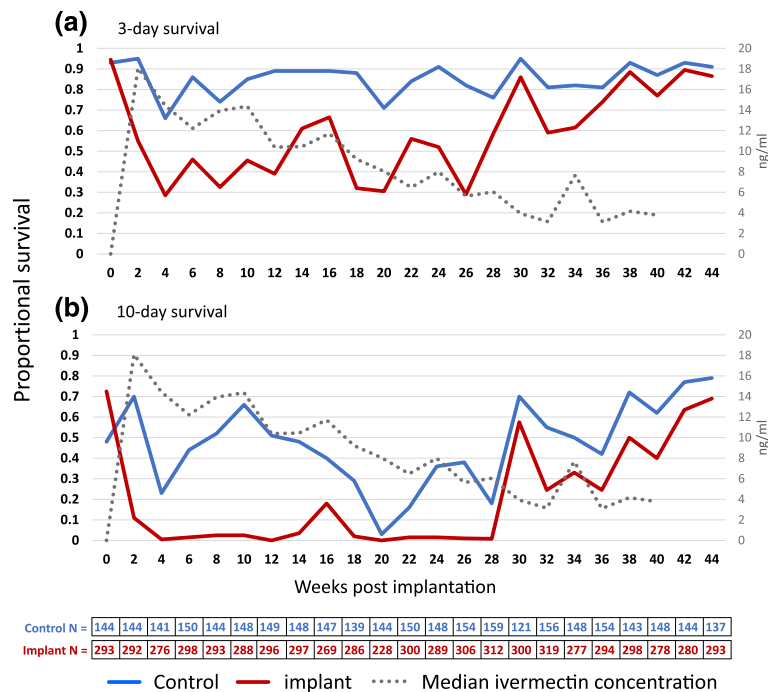 (a) 3-day survival
1 20
0.9 18
0.8 16
0.7 14
0.6 12
0.5 10
0.4 8
0.3 6
0.2 4
0.1 2
0 0
ng/ml
0 2 4 6 8 10 12 14 16 18 20 22 24 26 28 30 32 34 36 38 40 42 44
Proportional survival
(b) 10-day survival
1 20
0.9 18
0.8 16
0.7 14
0.6 12
0.5 10
0.4 8
0.3 6
0.2 4
0.1 2
0 0
ng/ml
0 2 4 6 8 10 12 14 16 18 20 22 24 26 28 30 32 34 36 38 40 42 44
Weeks post implantation
Control N = 144 144 141 150 144 148 149 148 147 139 144 150 148 154 159 121 156 148 154 143 148 144 137
Implant N = 293 292 276 298 293 288 296 297 269 286 228 300 289 306 312 300 319 277 294 298 278 280 293
Control implant Median ivermectin concentration